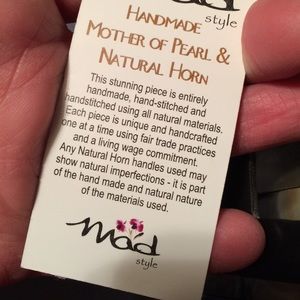 style
HANDMADE
MOTHER OF PEARL &
NATURAL HORN
This stunning piece is entirely
handmade, hand-stitched and
handstitched using all natural materials.
Each piece is unique and handcrafted
one at a time using fair trade practices
and a living wage commitment.
Any Natural Horn handles used may
show natural imperfections - it is part
of the hand made and natural nature
of the materials used.
mad
style